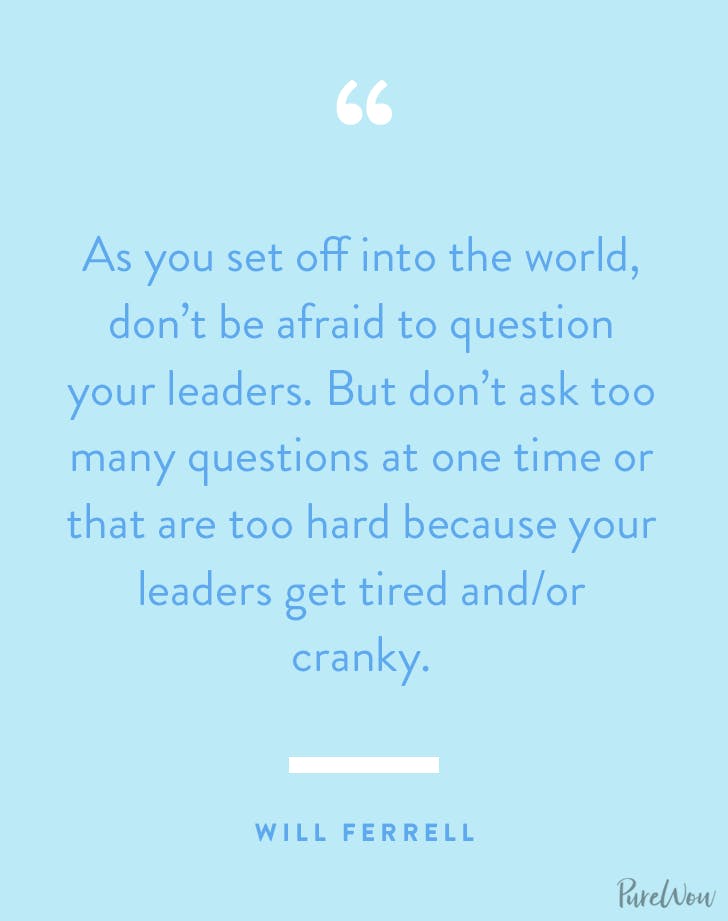 “
As you set off into the world,
don’t be afraid to question
your leaders. But don’t ask too
many questions at one time or
that are too hard because your
leaders get tired and/or
cranky.
WILL FERRELL
PureWow